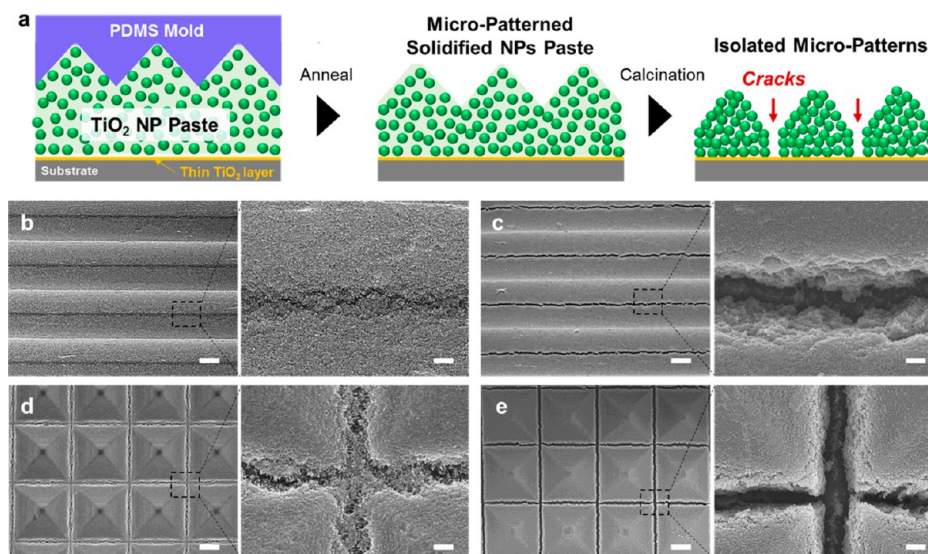 a
PDMS Mold
TiO₂ NP Paste
Substrate
Thin TiO₂ layer
Anneal
Micro-Patterned
Solidified NPs Paste
Calcination
Isolated Micro-Patterns
Cracks
b
c
d
e